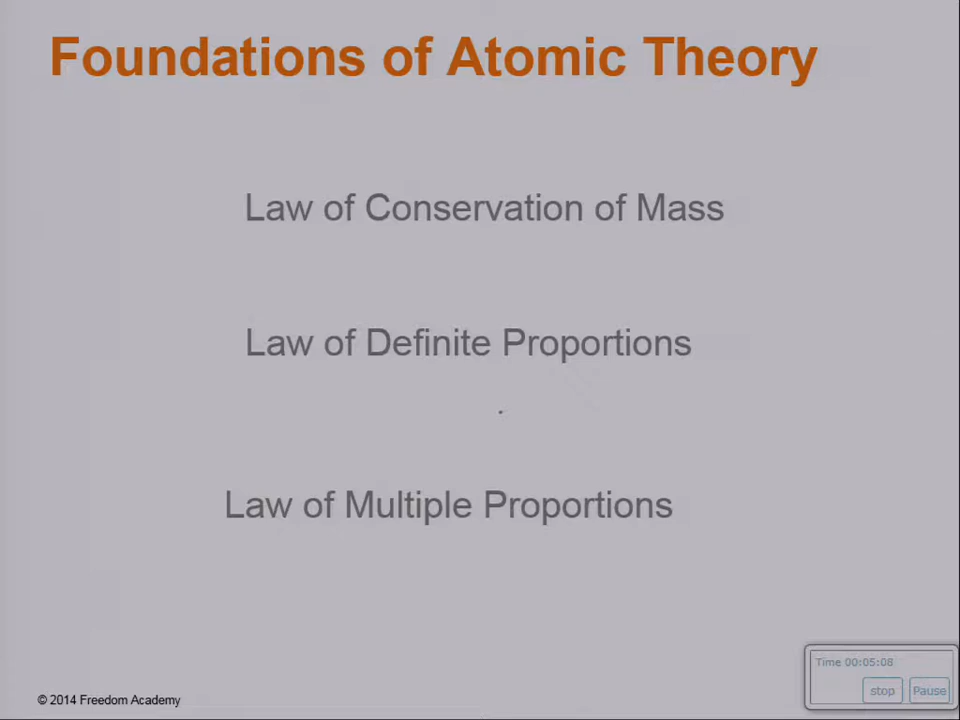 Foundations of Atomic Theory
Law of Conservation of Mass
Law of Definite Proportions
Law of Multiple Proportions
Time 00:05:08
stop Pause
© 2014 Freedom Academy